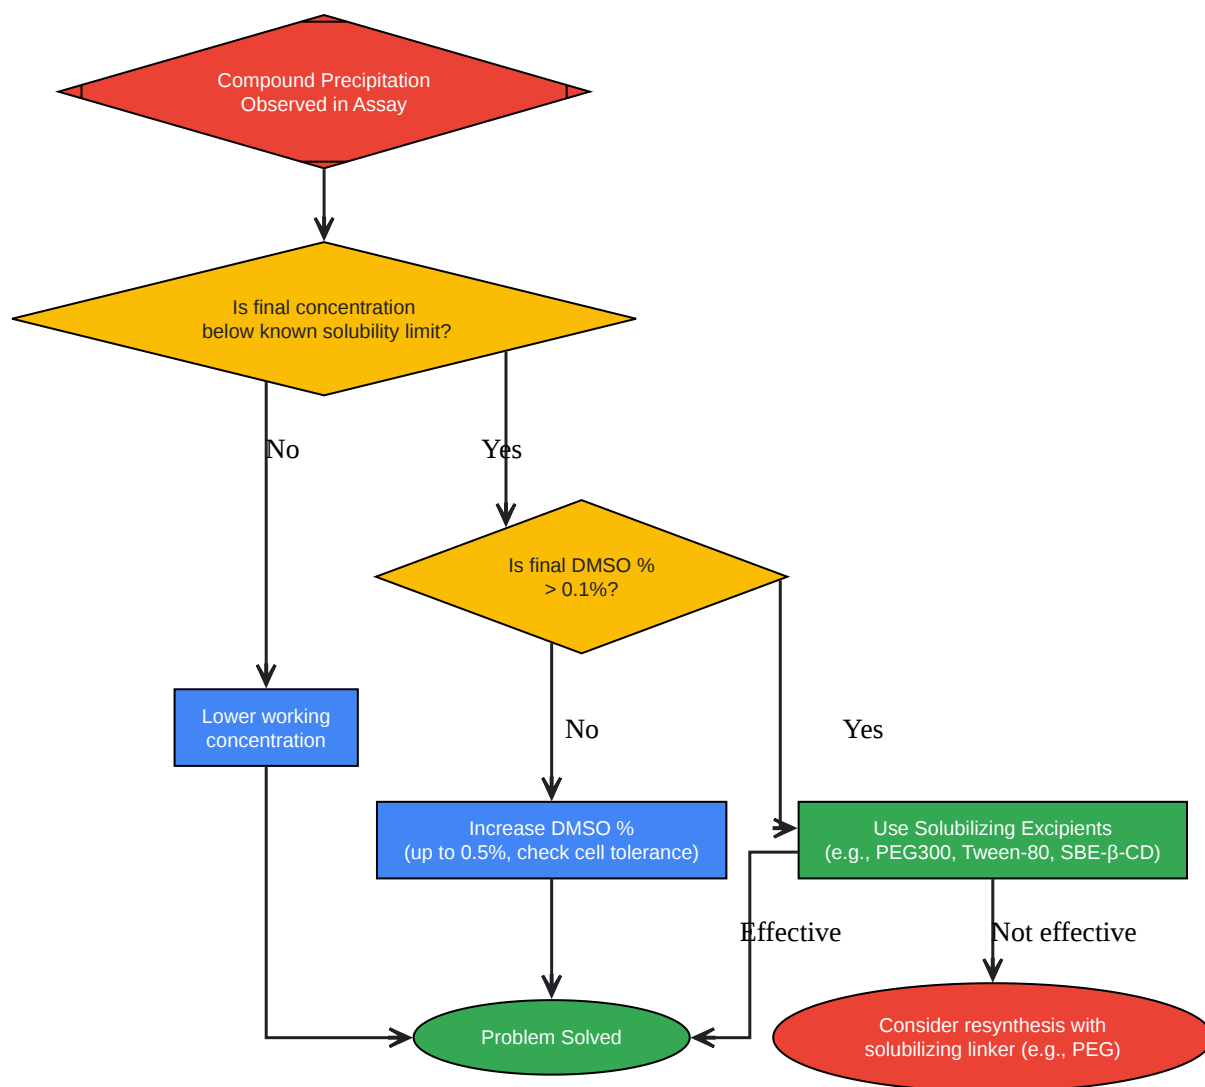 Compound Precipitation
Observed in Assay
Is final concentration
below known solubility limit?
No
Yes
Is final DMSO %
> 0.1%?
Lower working
concentration
No
Yes
Increase DMSO %
(up to 0.5%, check cell tolerance)
Use Solubilizing Excipients
(e.g., PEG300, Tween-80, SBE-β-CD)
Effective
Not effective
Problem Solved
Consider resynthesis with
solubilizing linker (e.g., PEG)